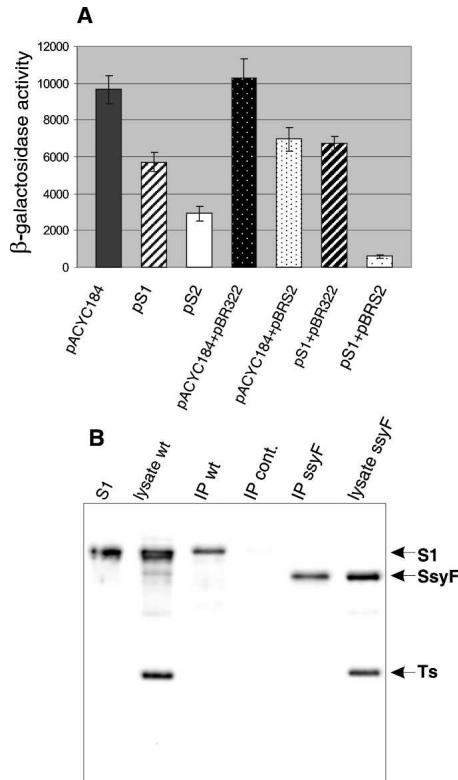 A
β-galactosidase activity
12000
10000
8000
6000
4000
2000
0
pACYC184
pS1
pS2
pACYC184+pBR322
pACYC184+pBRS2
pS1+pBR322
pS1+pBRS2
B
S1
lysate wt
IP wt
IP cont.
IP ssyF
lysate ssyF
S1
SsyF
Ts